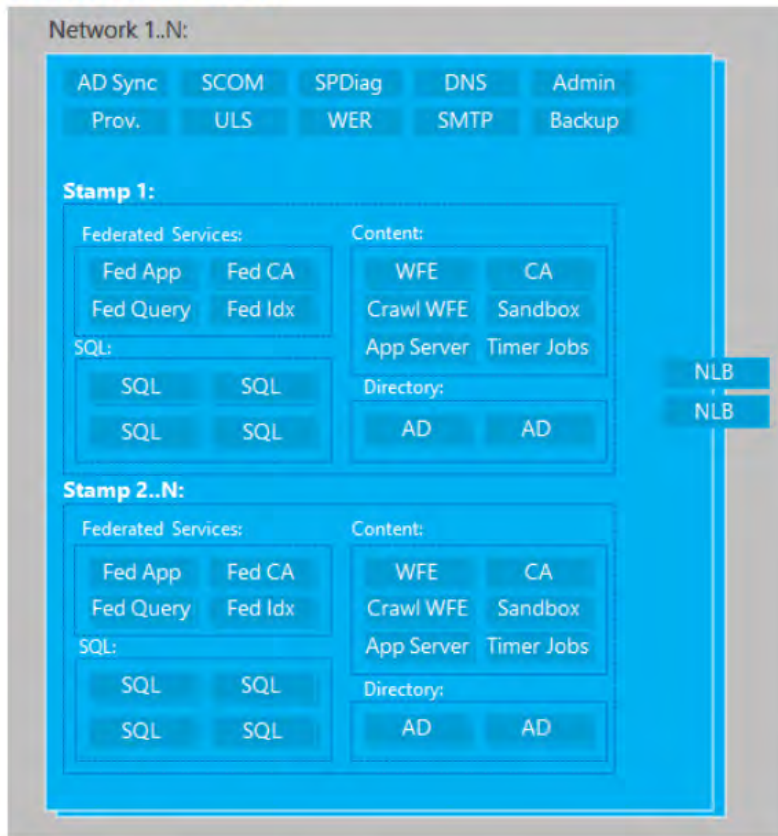 Network 1..N:
AD Sync SCOM SPDiag DNS Admin
Prov. ULS WER SMTP Backup
Stamp 1:
Federated Services:
Fed App Fed CA
Fed Query Fed Idx
SQL:
SQL SQL
SQL SQL
Content:
WFE CA
Crawl WFE Sandbox
App Server Timer Jobs
Directory:
AD AD
NLB
NLB
Stamp 2..N:
Federated Services:
Fed App Fed CA
Fed Query Fed Idx
SQL:
SQL SQL
SQL SQL
Content:
WFE CA
Crawl WFE Sandbox
App Server Timer Jobs
Directory:
AD AD